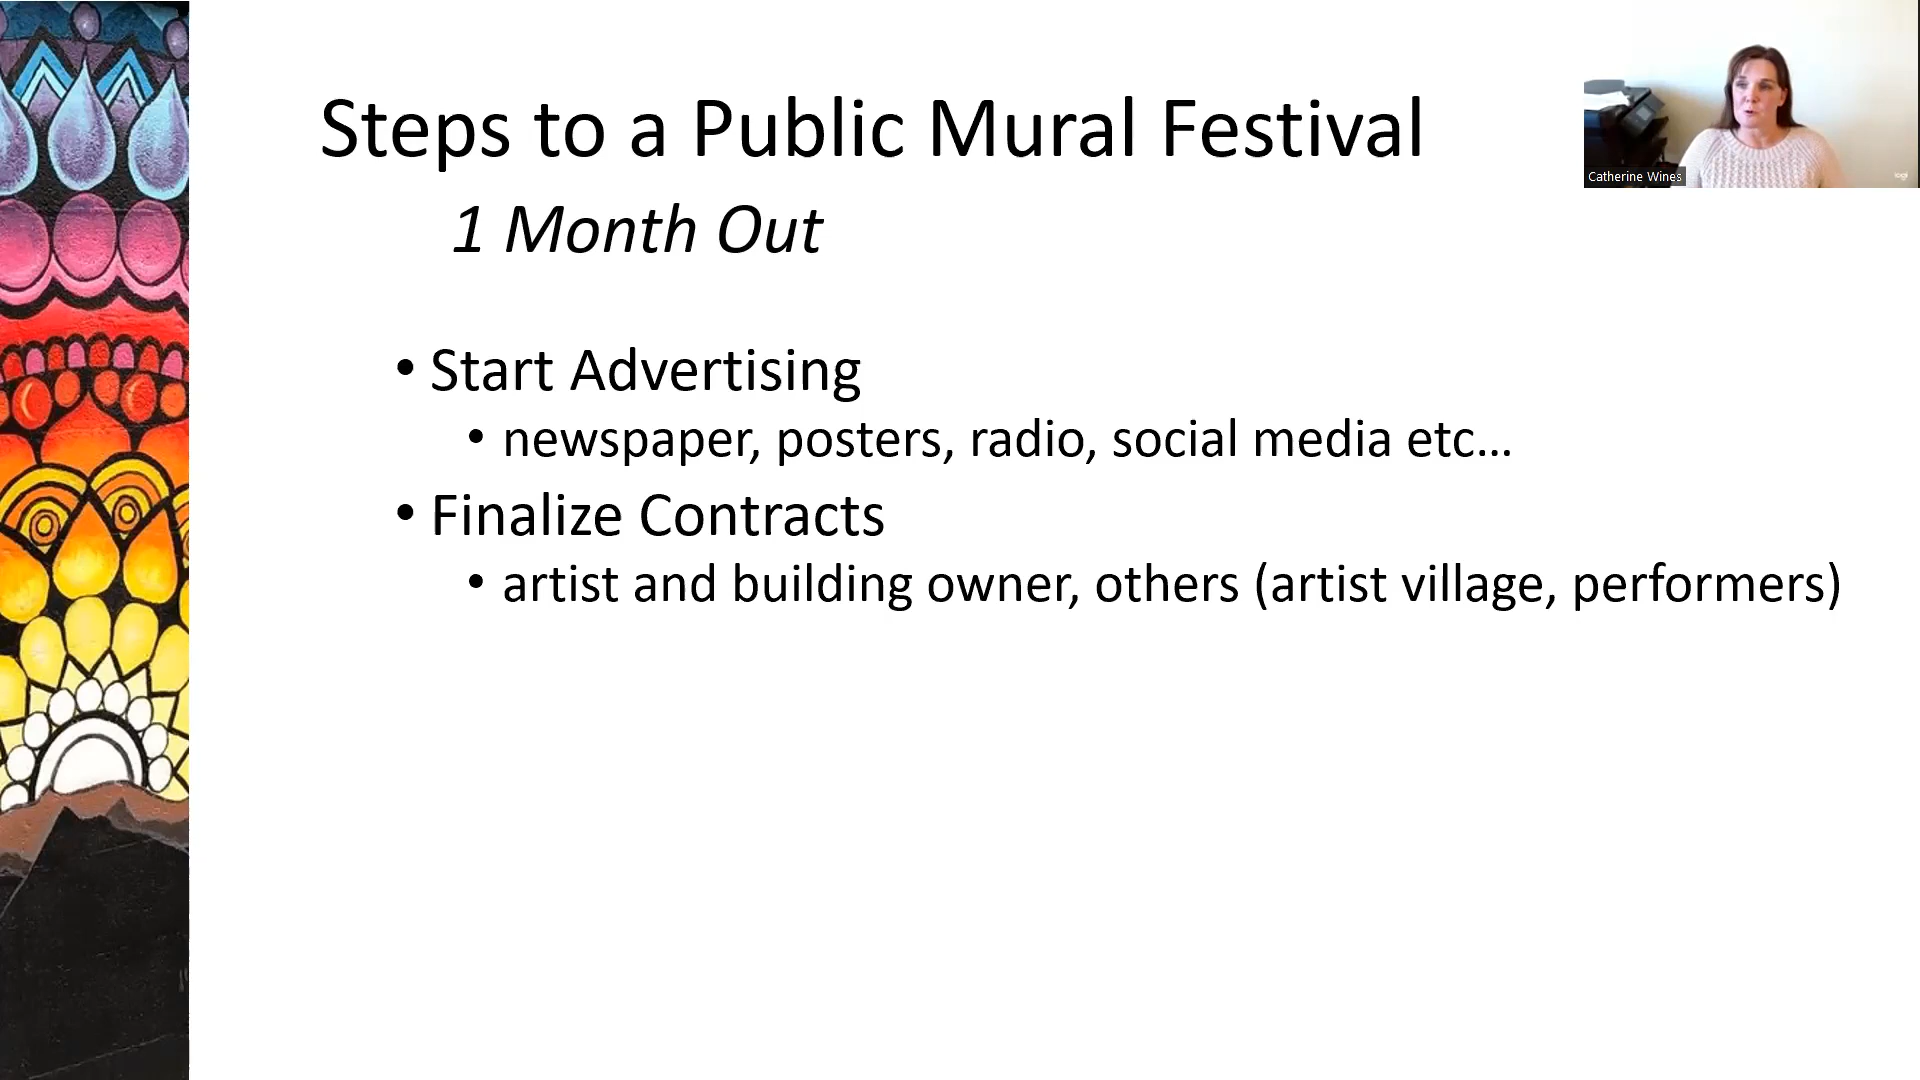 Steps to a Public Mural Festival
1 Month Out
• Start Advertising
• newspaper, posters, radio, social media etc...
• Finalize Contracts
• artist and building owner, others (artist village, performers)
Catherine Wines
logi